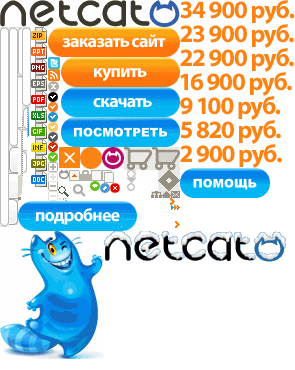 netcat
34 900 руб.
23 900 руб.
22 900 руб.
16 900 руб.
9 100 руб.
5 820 руб.
2 900 руб.
ZIP
PPT
PNG
EPS
PDF
XLS
GIF
INF
JPG
DOC
заказать сайт
купить
скачать
посмотреть
помощь
подробнее
netcat